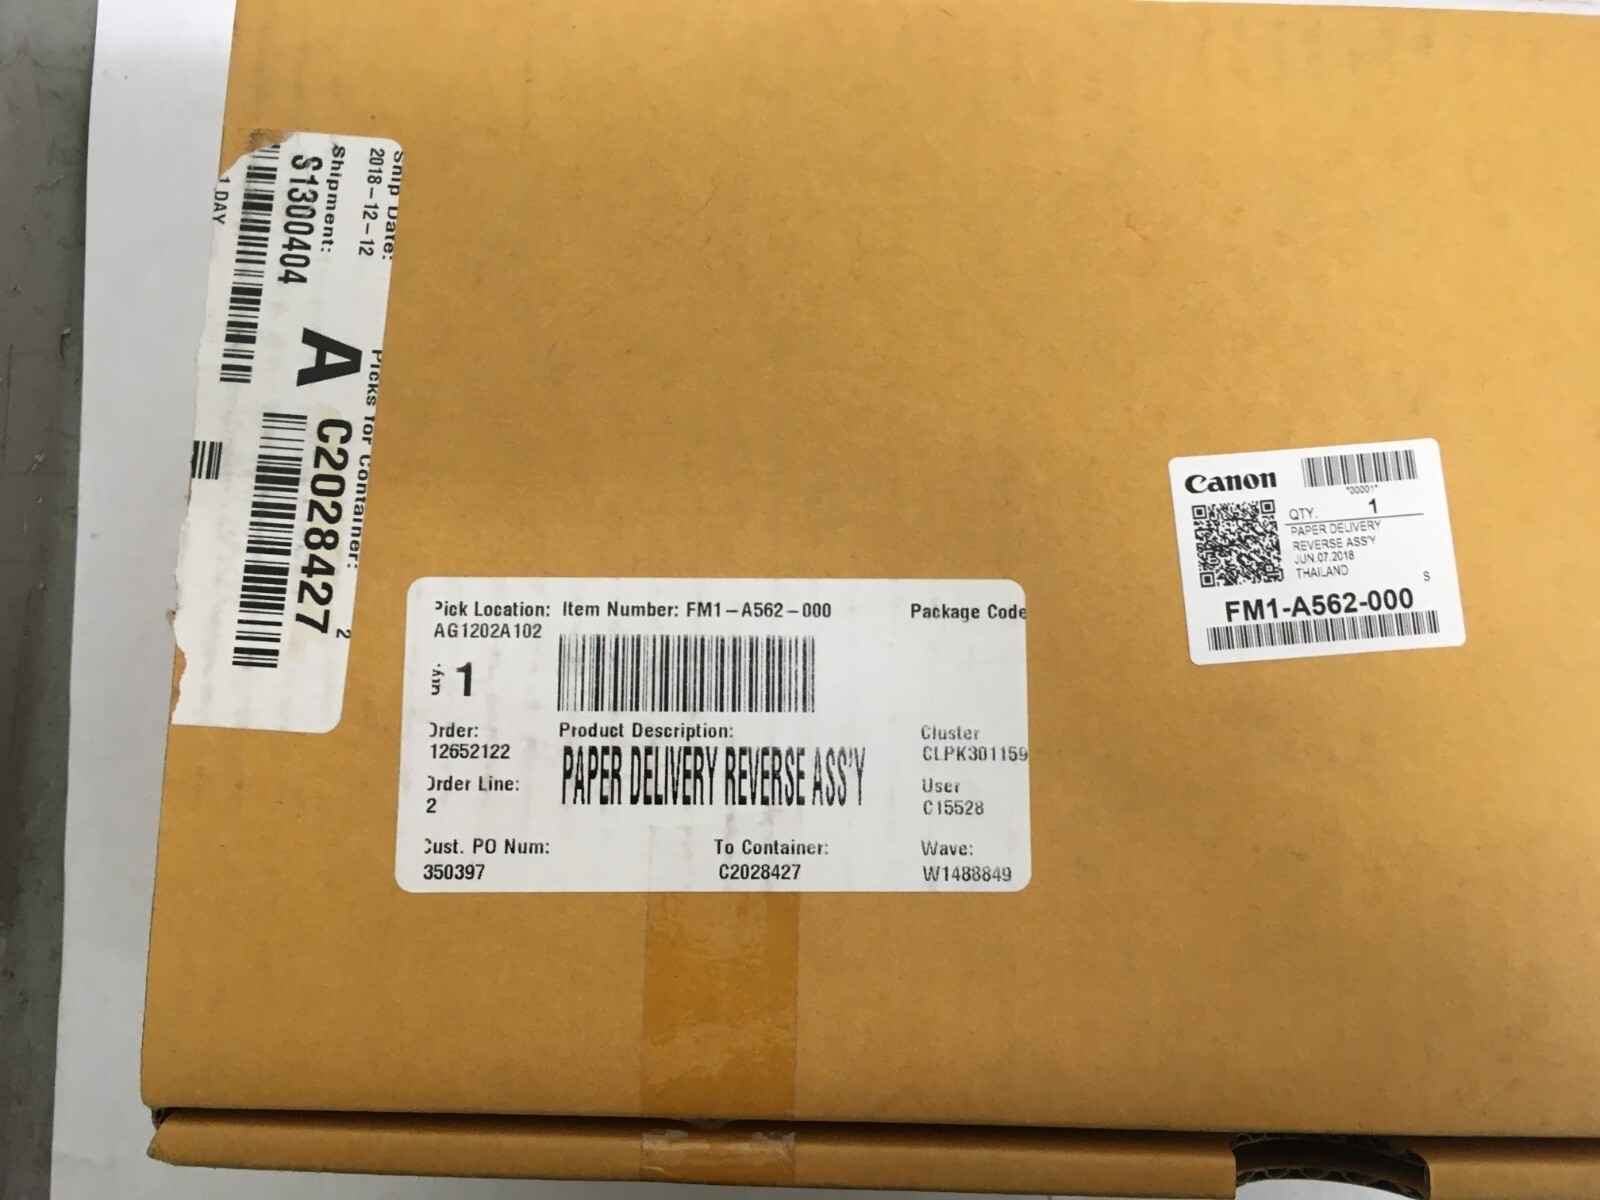 Ship Date:
2018-12-12
Shipment:
S1300404
1 DAY
A
Picks for Container:
C2028427
2
Pick Location: Item Number: FM1-A562-000 Package Code
AG1202A102
Qty: 1
Order: Product Description: Cluster
12652122 PAPER DELIVERY REVERSE ASS'Y CLPK301159
Order Line: User
2 C15528
Cust. PO Num: To Container: Wave:
350397 C2028427 W1488849
Canon
*00001*
QTY. 1
PAPER DELIVERY
REVERSE ASS'Y
JUN.07.2018
THAILAND S
FM1-A562-000